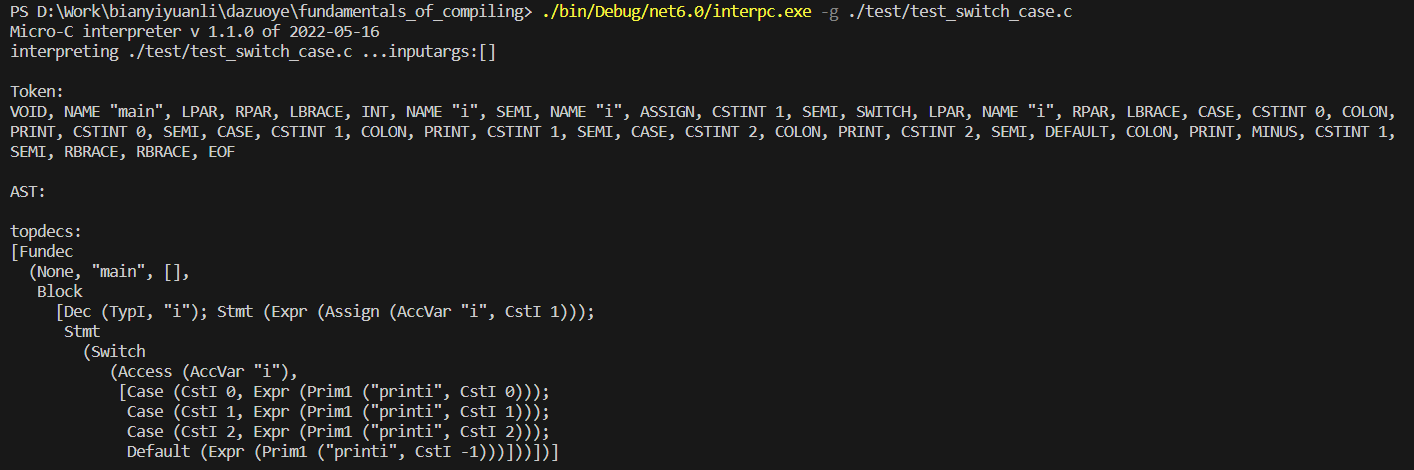 PS D:\Work\bianyiyuanli\dazuoye\fundamentals_of_compiling> ./bin/Debug/net6.0/interpc.exe -g ./test/test_switch_case.c
Micro-C interpreter v 1.1.0 of 2022-05-16
interpreting ./test/test_switch_case.c ...inputargs:[]

Token:
VOID, NAME "main", LPAR, RPAR, LBRACE, INT, NAME "i", SEMI, NAME "i", ASSIGN, CSTINT 1, SEMI, SWITCH, LPAR, NAME "i", RPAR, LBRACE, CASE, CSTINT 0, COLON,
PRINT, CSTINT 0, SEMI, CASE, CSTINT 1, COLON, PRINT, CSTINT 1, SEMI, CASE, CSTINT 2, COLON, PRINT, CSTINT 2, SEMI, DEFAULT, COLON, PRINT, MINUS, CSTINT 1,
SEMI, RBRACE, RBRACE, EOF

AST:

topdecs:
[Fundec
  (None, "main", [],
   Block
     [Dec (TypI, "i"); Stmt (Expr (Assign (AccVar "i", CstI 1)));
      Stmt
        (Switch
           (Access (AccVar "i"),
            [Case (CstI 0, Expr (Prim1 ("printi", CstI 0)));
             Case (CstI 1, Expr (Prim1 ("printi", CstI 1)));
             Case (CstI 2, Expr (Prim1 ("printi", CstI 2)));
             Default (Expr (Prim1 ("printi", CstI -1)))]))])]